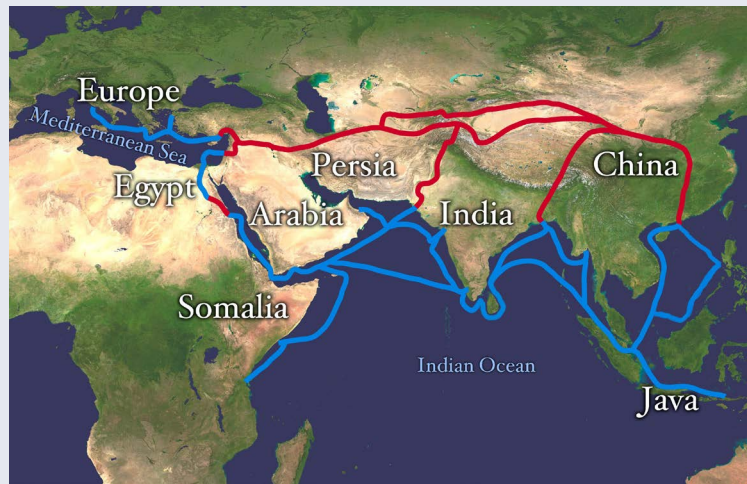 Europe
Mediterranean Sea
Persia
China
Egypt
Arabia
India
Somalia
Indian Ocean
Java